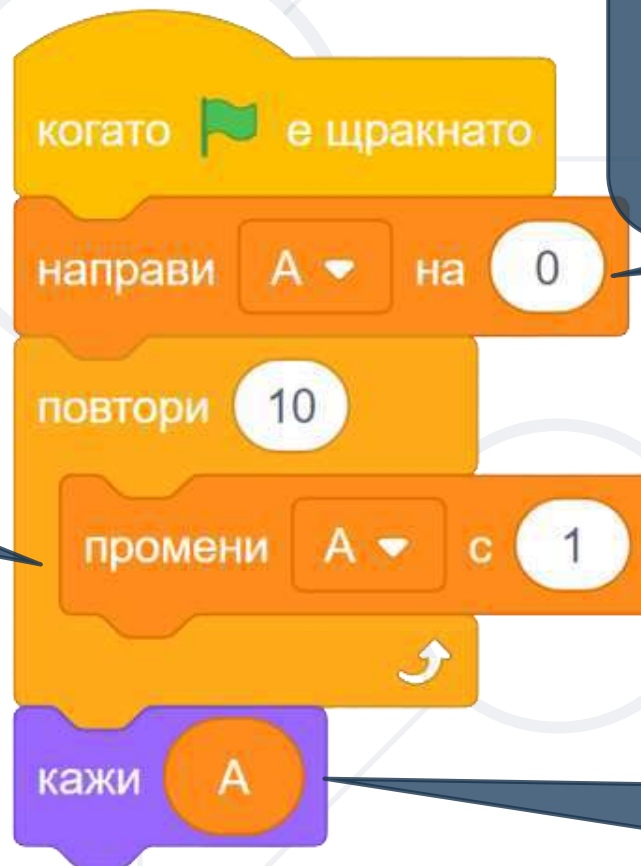 когато е щракнато
направи А на 0
повтори 10
промени А с 1
кажи А